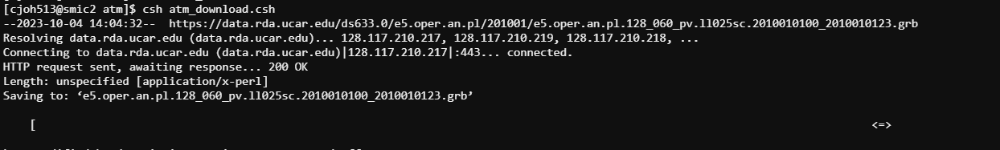 [cjoh513@smic2 atm]$ csh atm_download.csh
--2023-10-04 14:04:32--  https://data.rda.ucar.edu/ds633.0/e5.oper.an.pl/201001/e5.oper.an.pl.128_060_pv.ll025sc.2010010100_2010010123.grb
Resolving data.rda.ucar.edu (data.rda.ucar.edu)... 128.117.210.217, 128.117.210.219, 128.117.210.218, ...
Connecting to data.rda.ucar.edu (data.rda.ucar.edu)|128.117.210.217|:443... connected.
HTTP request sent, awaiting response... 200 OK
Length: unspecified [application/x-perl]
Saving to: ‘e5.oper.an.pl.128_060_pv.ll025sc.2010010100_2010010123.grb’
[ <=>